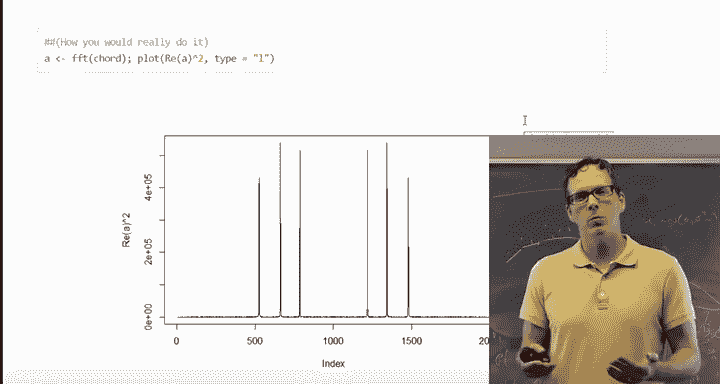 ##(How you would really do it)
a <- fft(chord); plot(Re(a)^2, type = "l")
Re(a)^2
4e+05
2e+05
0e+00
0 500 1000 1500 20
Index